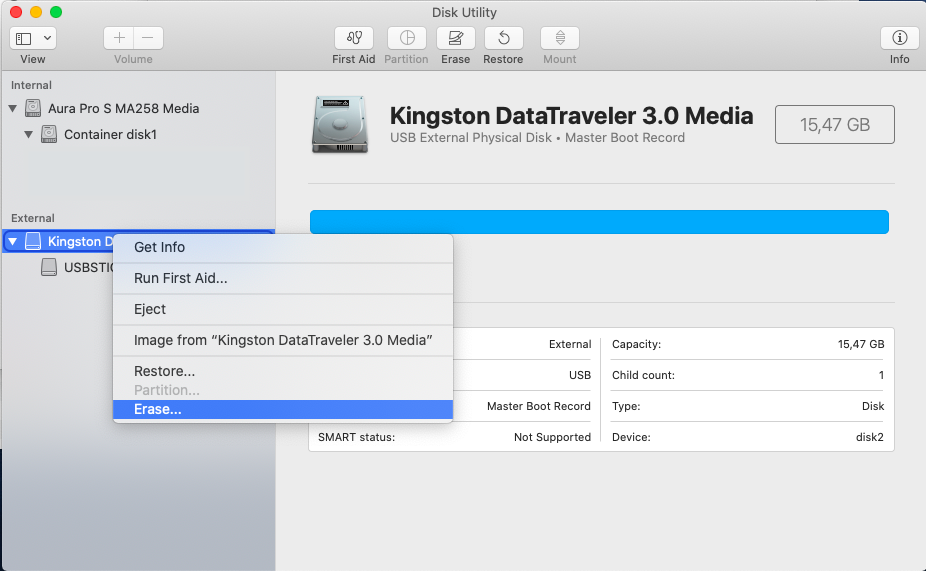 Disk Utility
View
Volume
First Aid
Partition
Erase
Restore
Mount
Info
Internal
Aura Pro S MA258 Media
Container disk1
External
Kingston D
USBSTIC
Get Info
Run First Aid...
Eject
Image from “Kingston DataTraveler 3.0 Media”
Restore...
Partition...
Erase...
Kingston DataTraveler 3.0 Media
USB External Physical Disk • Master Boot Record
15,47 GB
External
USB
Master Boot Record
SMART status: Not Supported
Capacity: 15,47 GB
Child count: 1
Type: Disk
Device: disk2